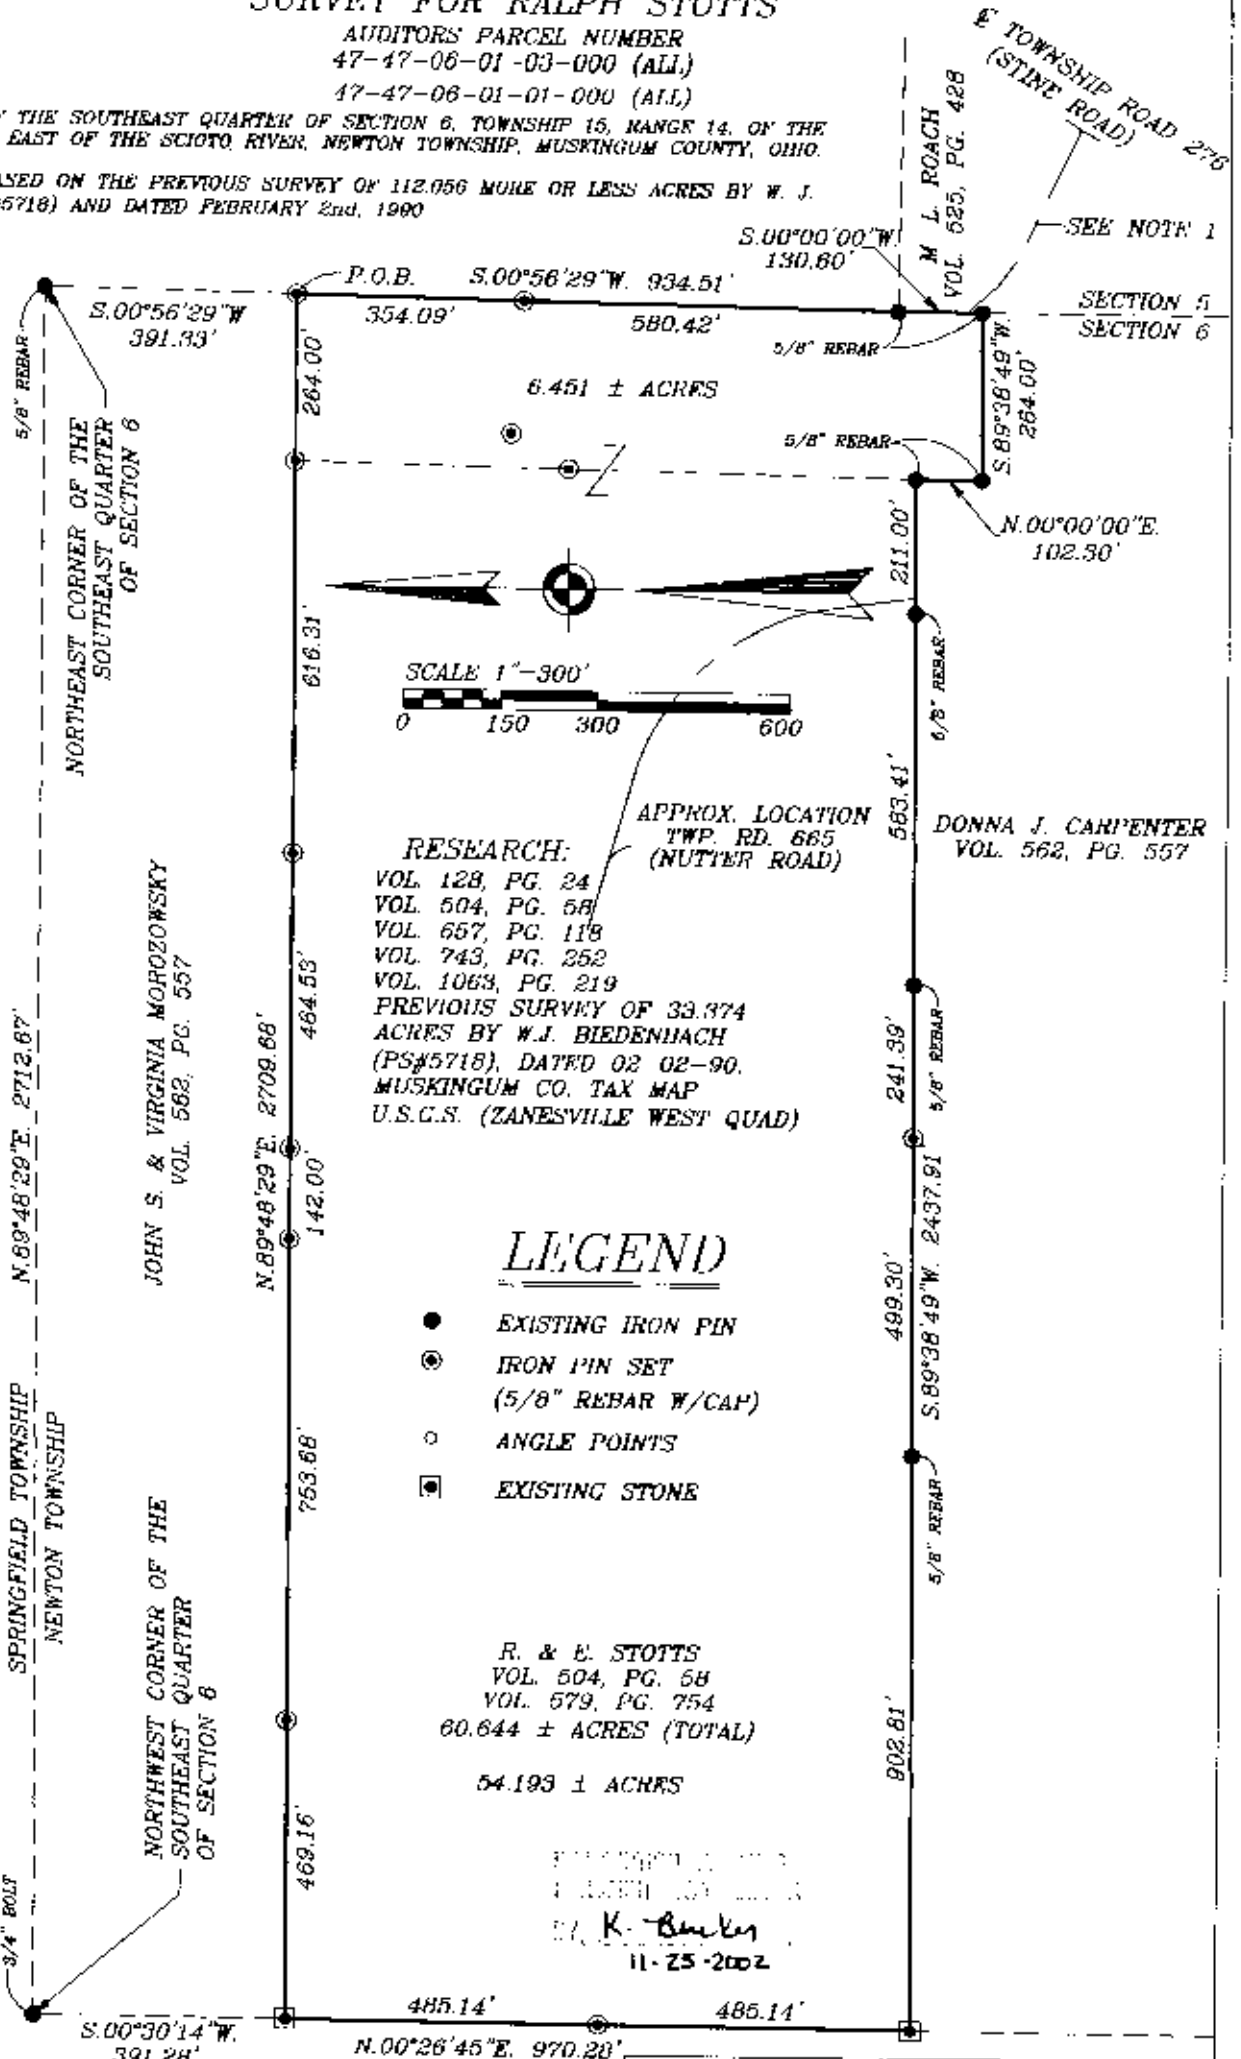 SURVEY FOR RALPH STOTTS
AUDITORS PARCEL NUMBER
47-47-06-01-03-000 (ALL)
47-47-06-01-01-000 (ALL)
THE SOUTHEAST QUARTER OF SECTION 6, TOWNSHIP 15, RANGE 14, OF THE
EAST OF THE SCIOTO RIVER, NEWTON TOWNSHIP, MUSKINGUM COUNTY, OHIO.
ON THE PREVIOUS SURVEY OF 112.056 MORE OR LESS ACRES BY W. J.
5718) AND DATED FEBRUARY 2nd, 1990
TOWNSHIP ROAD 276
(STINE ROAD)
M L. ROACH
VOL. 525, PG. 428
SEE NOTE 1
S.00°00'00"W.
130.60'
P.O.B.
S.00°56'29"W. 934.51'
354.09'
580.42'
SECTION 5
SECTION 6
S.00°56'29"W
391.33'
5/8" REBAR
5/8" REBAR
264.00'
6.451 ± ACRES
S.89°38'49"W.
264.00'
5/8" REBAR
NORTHEAST CORNER OF THE
SOUTHEAST QUARTER
OF SECTION 6
N.00°00'00"E.
102.30'
211.00'
616.31'
5/8" REBAR
SCALE 1"-300'
0 150 300 600
583.41'
APPROX. LOCATION
TWP. RD. 665
(NUTTER ROAD)
DONNA J. CARPENTER
VOL. 562, PG. 557
RESEARCH:
VOL. 128, PG. 24
VOL. 504, PG. 58
VOL. 657, PG. 118
VOL. 743, PG. 252
VOL. 1063, PG. 219
PREVIOUS SURVEY OF 33.374
ACRES BY W.J. BIEDENBACH
(PS#5718), DATED 02 02-90.
MUSKINGUM CO. TAX MAP
U.S.G.S. (ZANESVILLE WEST QUAD)
JOHN S. & VIRGINIA MOROZOWSKY
VOL. 562, PG. 557
N.89°48'29"E. 2712.67'
464.53'
N.89°48'29"E. 2709.68'
142.00'
241.39'
5/8" REBAR
S.89°38'49"W. 2437.91'
499.30'
LEGEND
EXISTING IRON PIN
IRON PIN SET
(5/8" REBAR W/CAP)
ANGLE POINTS
EXISTING STONE
753.68'
5/8" REBAR
SPRINGFIELD TOWNSHIP
NEWTON TOWNSHIP
NORTHWEST CORNER OF THE
SOUTHEAST QUARTER
OF SECTION 6
R. & E. STOTTS
VOL. 504, PG. 58
VOL. 579, PG. 754
60.644 ± ACRES (TOTAL)
54.193 ± ACRES
902.81'
469.16'
3/4" BOLT
11-25-2002
485.14'
485.14'
S.00°30'14"W.
391.28'
N.00°26'45"E. 970.28'